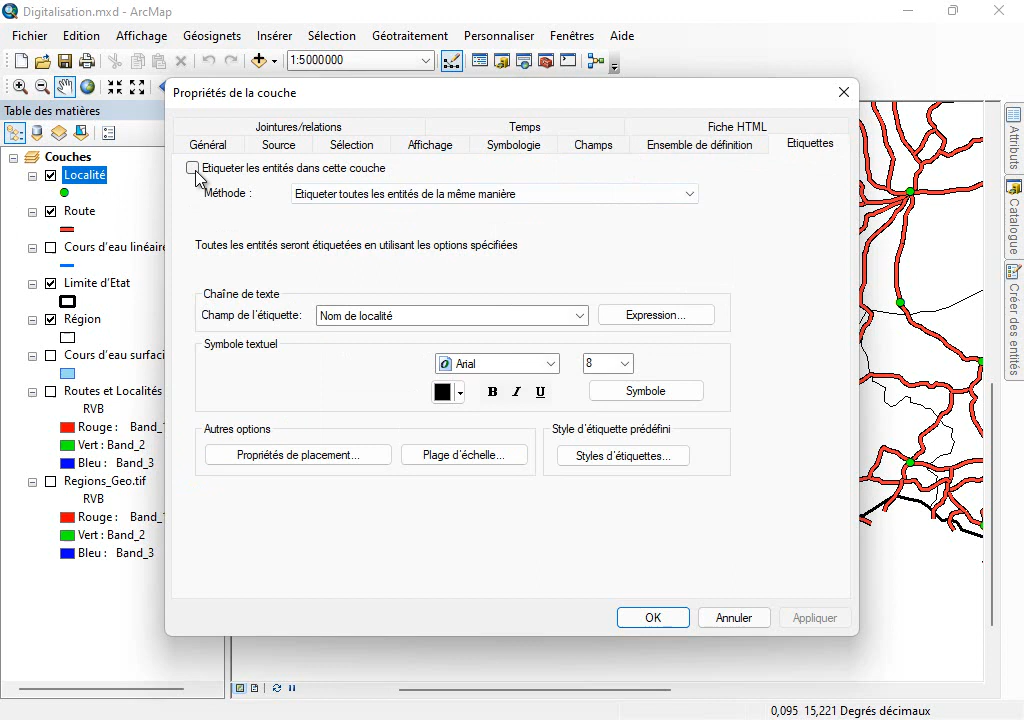 Digitalisation.mxd - ArcMap
Fichier Edition Affichage Géosignets Insérer Sélection Géotraitement Personnaliser Fenêtres Aide
1:5000000
Table des matières
Couches
Localité
Route
Cours d'eau linéaire
Limite d'Etat
Région
Cours d'eau surfaci
Routes et Localités
RVB
Rouge : Band_1
Vert : Band_2
Bleu : Band_3
Regions_Geo.tif
RVB
Rouge : Band_1
Vert : Band_2
Bleu : Band_3
Propriétés de la couche
Jointures/relations Temps Fiche HTML
Général Source Sélection Affichage Symbologie Champs Ensemble de définition Etiquettes
Etiqueter les entités dans cette couche
Méthode : Etiqueter toutes les entités de la même manière
Toutes les entités seront étiquetées en utilisant les options spécifiées
Chaîne de texte
Champ de l'étiquette: Nom de localité Expression...
Symbole textuel
Arial 8
B I U Symbole
Autres options
Propriétés de placement... Plage d'échelle...
Style d'étiquette prédéfini
Styles d'étiquettes...
OK Annuler Appliquer
Attributs
Catalogue
Créer des entités
0,095 15,221 Degrés décimaux